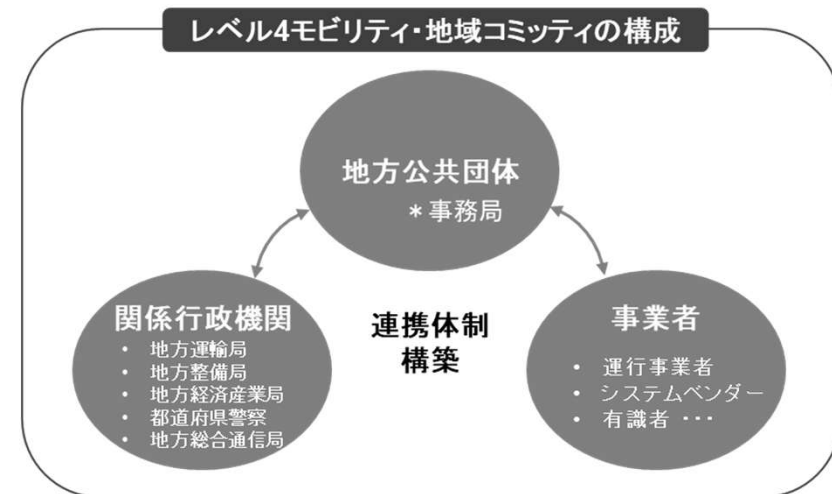 レベル4モビリティ・地域コミッティの構成
地方公共団体
＊事務局
関係行政機関
・ 地方運輸局
・ 地方整備局
・ 地方経済産業局
・ 都道府県警察
・ 地方総合通信局
連携体制
構築
事業者
・ 運行事業者
・ システムベンダー
・ 有識者 …